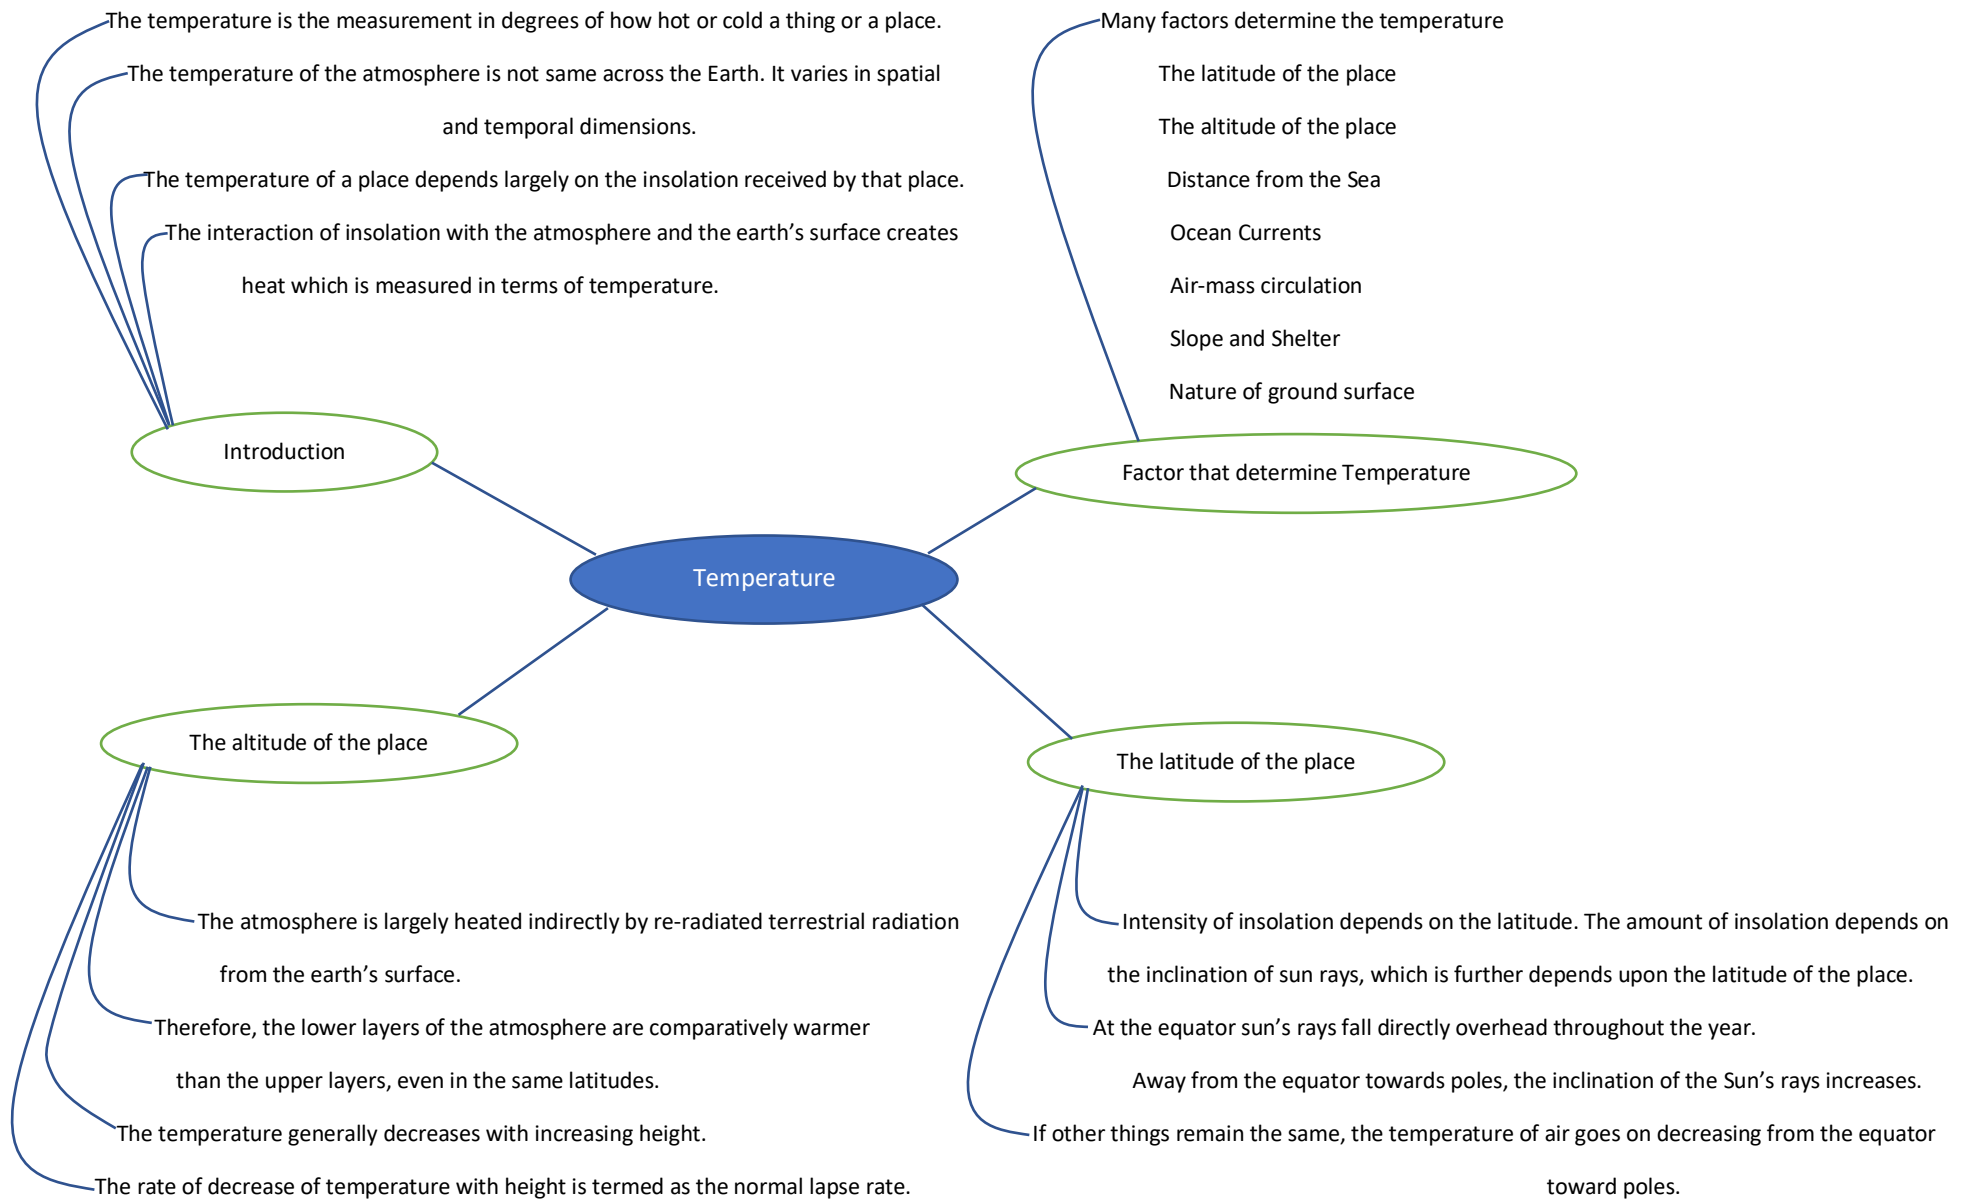 The temperature is the measurement in degrees of how hot or cold a thing or a place.
The temperature of the atmosphere is not same across the Earth. It varies in spatial
and temporal dimensions.
The temperature of a place depends largely on the insolation received by that place.
The interaction of insolation with the atmosphere and the earth’s surface creates
heat which is measured in terms of temperature.
Introduction
Many factors determine the temperature
The latitude of the place
The altitude of the place
Distance from the Sea
Ocean Currents
Air-mass circulation
Slope and Shelter
Nature of ground surface
Factor that determine Temperature
Temperature
The altitude of the place
The atmosphere is largely heated indirectly by re-radiated terrestrial radiation
from the earth’s surface.
Therefore, the lower layers of the atmosphere are comparatively warmer
than the upper layers, even in the same latitudes.
The temperature generally decreases with increasing height.
The rate of decrease of temperature with height is termed as the normal lapse rate.
The latitude of the place
Intensity of insolation depends on the latitude. The amount of insolation depends on
the inclination of sun rays, which is further depends upon the latitude of the place.
At the equator sun’s rays fall directly overhead throughout the year.
Away from the equator towards poles, the inclination of the Sun’s rays increases.
If other things remain the same, the temperature of air goes on decreasing from the equator
toward poles.